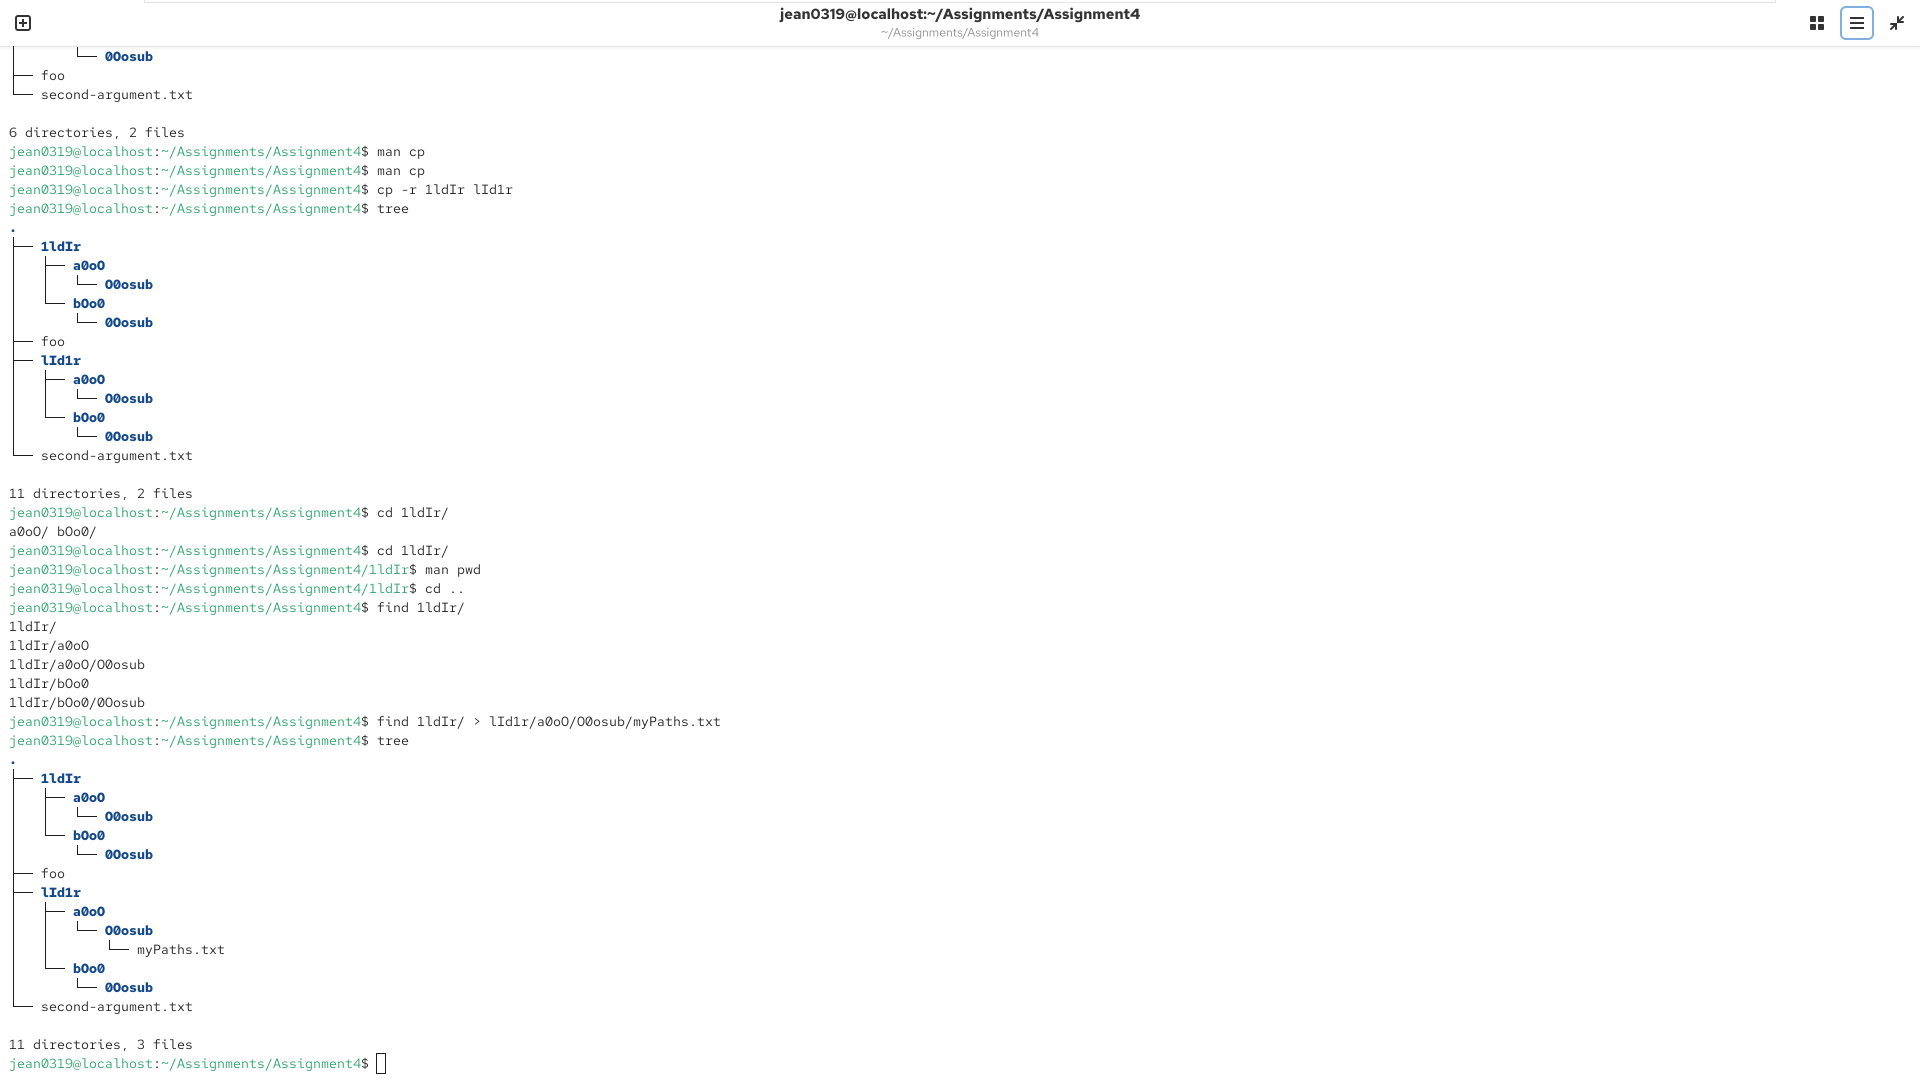 jean0319@localhost:~/Assignments/Assignment4
~/Assignments/Assignment4
        └── 0Oosub
├── foo
└── second-argument.txt
6 directories, 2 files
jean0319@localhost:~/Assignments/Assignment4$ man cp
jean0319@localhost:~/Assignments/Assignment4$ man cp
jean0319@localhost:~/Assignments/Assignment4$ cp -r 1ldIr lId1r
jean0319@localhost:~/Assignments/Assignment4$ tree
.
├── 1ldIr
│   ├── a0oO
│   │   └── O0osub
│   └── bOo0
│       └── 0Oosub
├── foo
├── lId1r
│   ├── a0oO
│   │   └── O0osub
│   └── bOo0
│       └── 0Oosub
└── second-argument.txt
11 directories, 2 files
jean0319@localhost:~/Assignments/Assignment4$ cd 1ldIr/
a0oO/ bOo0/
jean0319@localhost:~/Assignments/Assignment4$ cd 1ldIr/
jean0319@localhost:~/Assignments/Assignment4/1ldIr$ man pwd
jean0319@localhost:~/Assignments/Assignment4/1ldIr$ cd ..
jean0319@localhost:~/Assignments/Assignment4$ find 1ldIr/
1ldIr/
1ldIr/a0oO
1ldIr/a0oO/O0osub
1ldIr/bOo0
1ldIr/bOo0/0Oosub
jean0319@localhost:~/Assignments/Assignment4$ find 1ldIr/ > lId1r/a0oO/O0osub/myPaths.txt
jean0319@localhost:~/Assignments/Assignment4$ tree
.
├── 1ldIr
│   ├── a0oO
│   │   └── O0osub
│   └── bOo0
│       └── 0Oosub
├── foo
├── lId1r
│   ├── a0oO
│   │   └── O0osub
│   │       └── myPaths.txt
│   └── bOo0
│       └── 0Oosub
└── second-argument.txt
11 directories, 3 files
jean0319@localhost:~/Assignments/Assignment4$